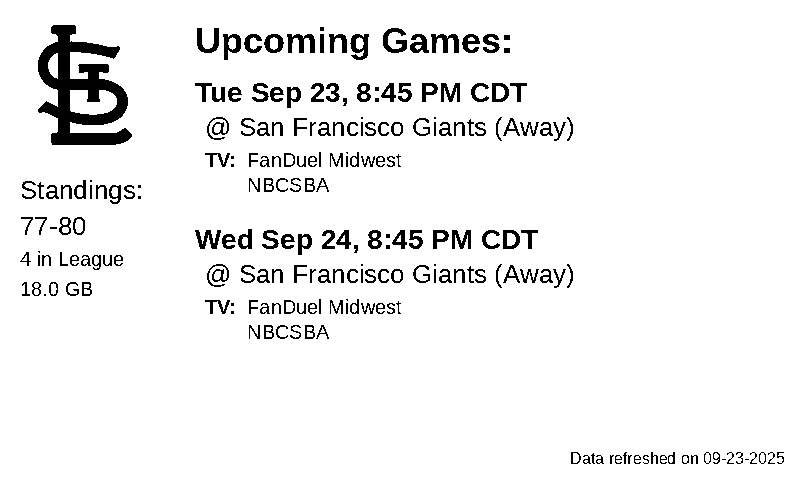 StL
Upcoming Games:
Tue Sep 23, 8:45 PM CDT
@ San Francisco Giants (Away)
TV: FanDuel Midwest
NBCSBA
Standings:
77-80
4 in League
18.0 GB
Wed Sep 24, 8:45 PM CDT
@ San Francisco Giants (Away)
TV: FanDuel Midwest
NBCSBA
Data refreshed on 09-23-2025